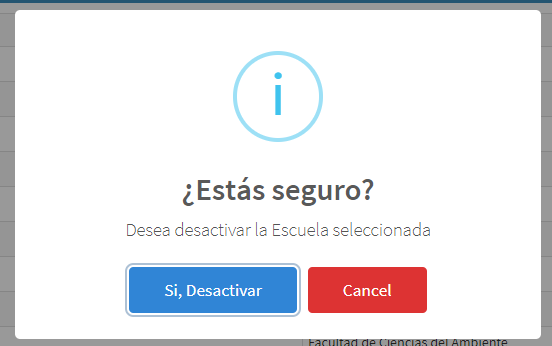 i
¿Estás seguro?
Desea desactivar la Escuela seleccionada
Si, Desactivar
Cancel
Facultad de Ciencias del Ambiente